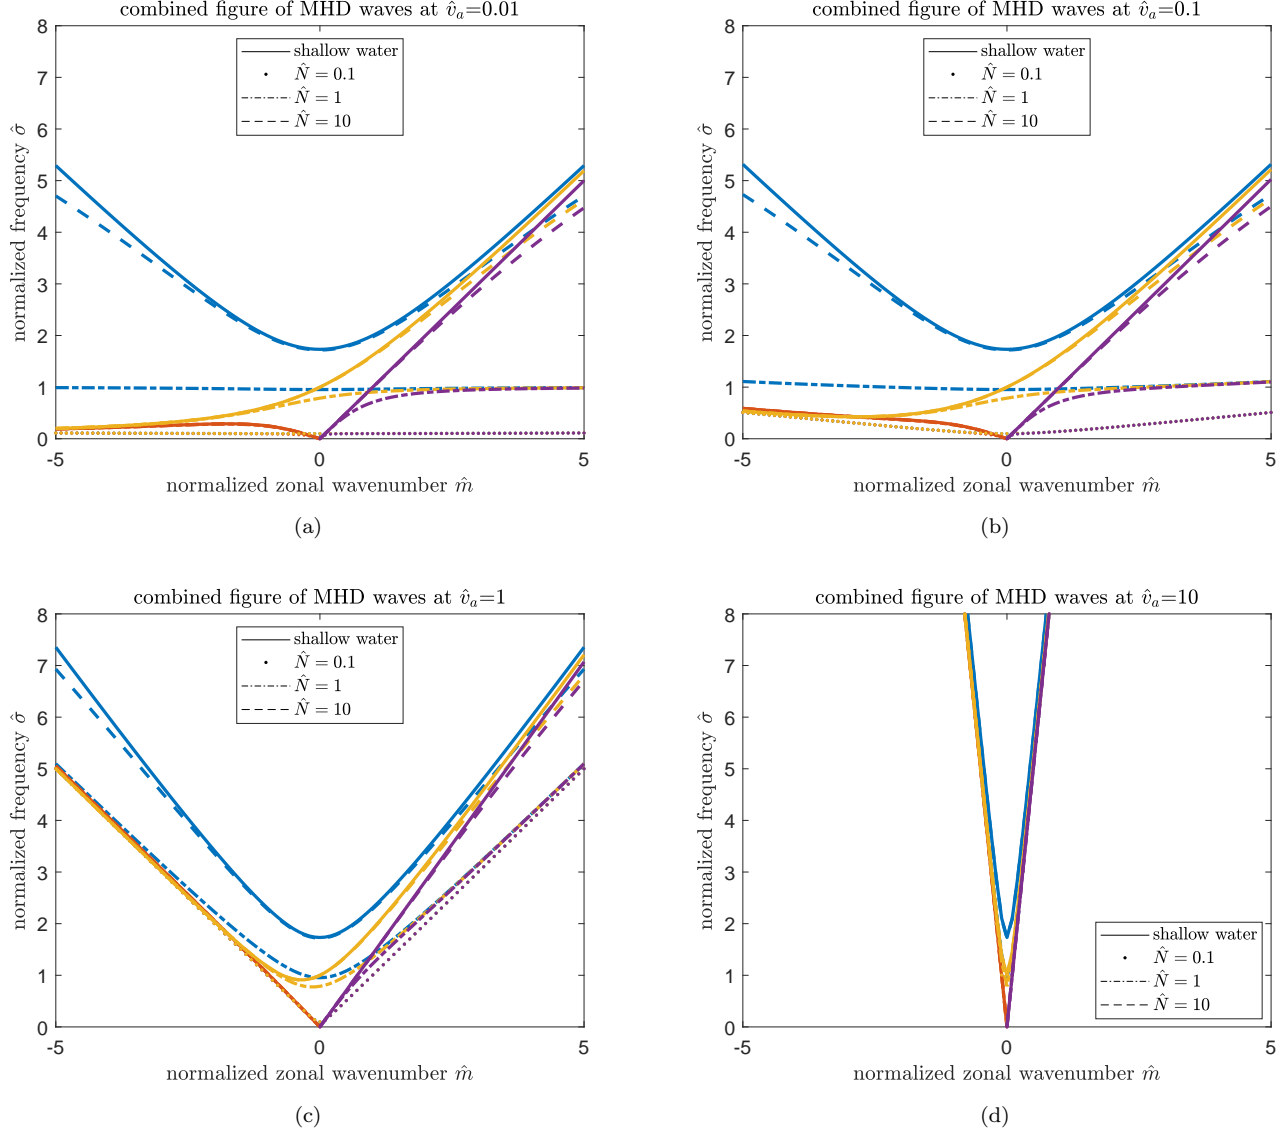 combined figure of MHD waves at v̂ₐ=0.01
normalized frequency σ̂
8
7
6
5
4
3
2
1
0
shallow water
N̂ = 0.1
N̂ = 1
N̂ = 10
-5
0
5
normalized zonal wavenumber m̂
(a)
combined figure of MHD waves at v̂ₐ=0.1
normalized frequency σ̂
8
7
6
5
4
3
2
1
0
shallow water
N̂ = 0.1
N̂ = 1
N̂ = 10
-5
0
5
normalized zonal wavenumber m̂
(b)
combined figure of MHD waves at v̂ₐ=1
normalized frequency σ̂
8
7
6
5
4
3
2
1
0
shallow water
N̂ = 0.1
N̂ = 1
N̂ = 10
-5
0
5
normalized zonal wavenumber m̂
(c)
combined figure of MHD waves at v̂ₐ=10
normalized frequency σ̂
8
7
6
5
4
3
2
1
0
shallow water
N̂ = 0.1
N̂ = 1
N̂ = 10
-5
0
5
normalized zonal wavenumber m̂
(d)